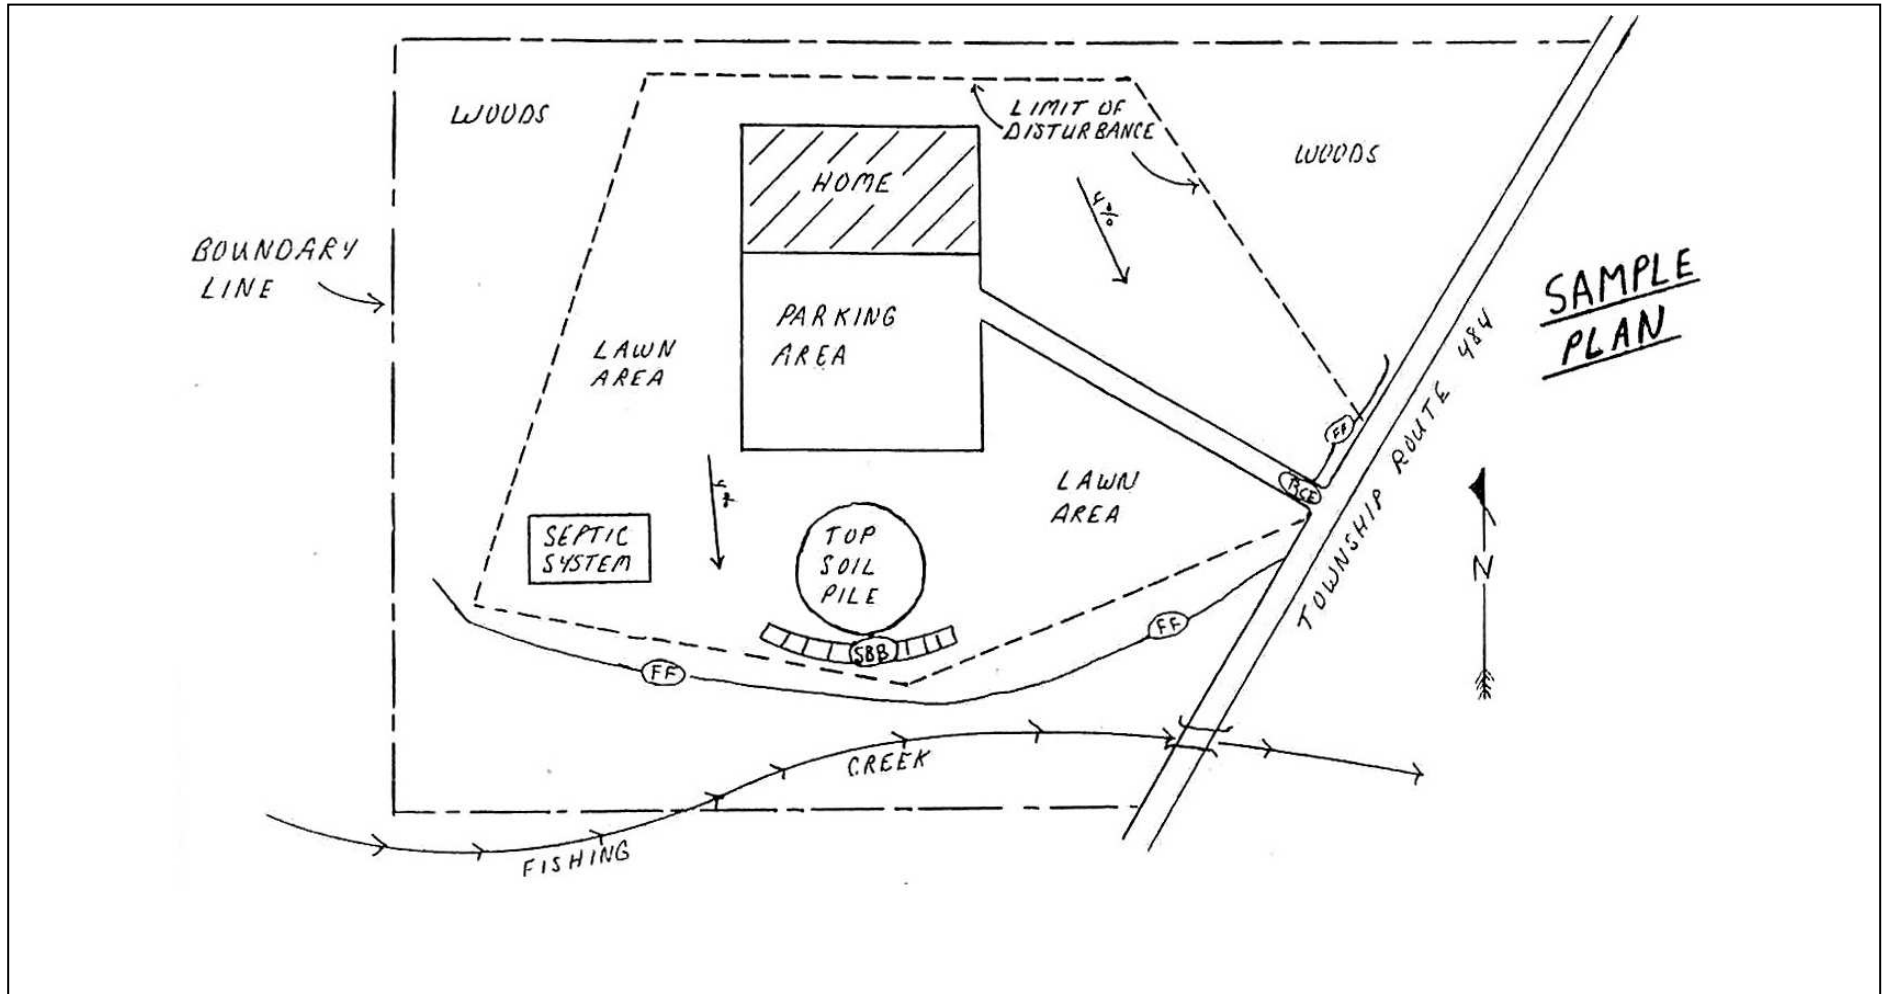 WOODS
LIMIT OF
DISTURBANCE
WOODS
HOME
4%
BOUNDARY
LINE
SAMPLE
PLAN
PARKING
AREA
LAWN
AREA
FF
TOWNSHIP ROUTE 484
LAWN
AREA
SEPTIC
SYSTEM
TOP
SOIL
PILE
N
SBB
FF
FF
FISHING CREEK